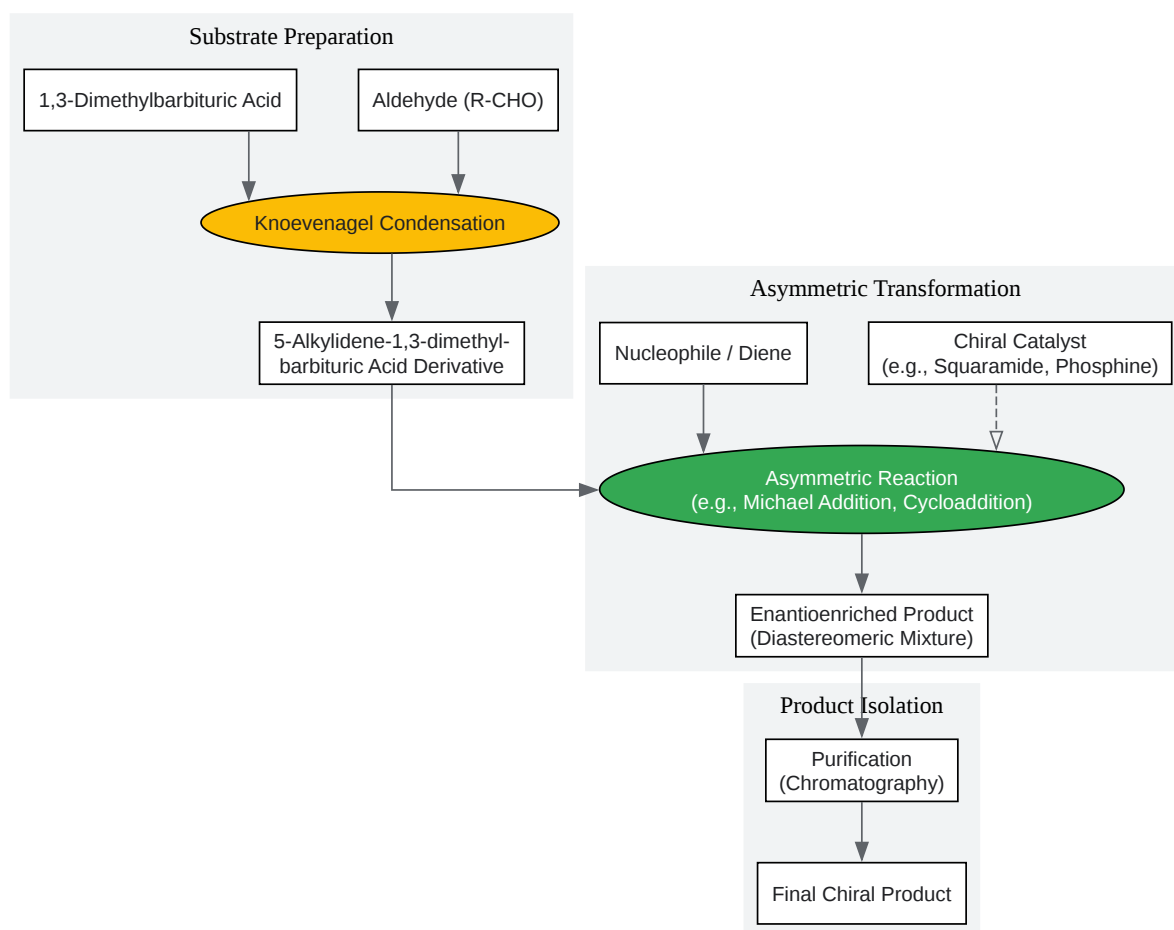 Substrate Preparation
1,3-Dimethylbarbituric Acid
Aldehyde (R-CHO)
Knoevenagel Condensation
5-Alkylidene-1,3-dimethyl-
barbituric Acid Derivative
Asymmetric Transformation
Nucleophile / Diene
Chiral Catalyst
(e.g., Squaramide, Phosphine)
Asymmetric Reaction
(e.g., Michael Addition, Cycloaddition)
Enantioenriched Product
(Diastereomeric Mixture)
Product Isolation
Purification
(Chromatography)
Final Chiral Product